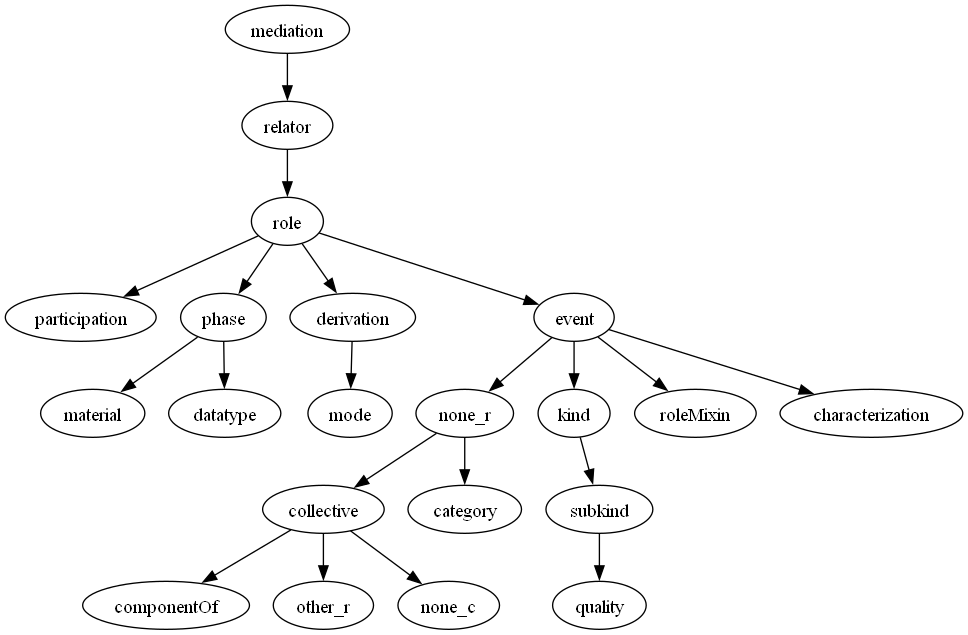 mediation
relator
role
participation
phase
derivation
event
material
datatype
mode
none_r
kind
roleMixin
characterization
collective
category
subkind
componentOf
other_r
none_c
quality